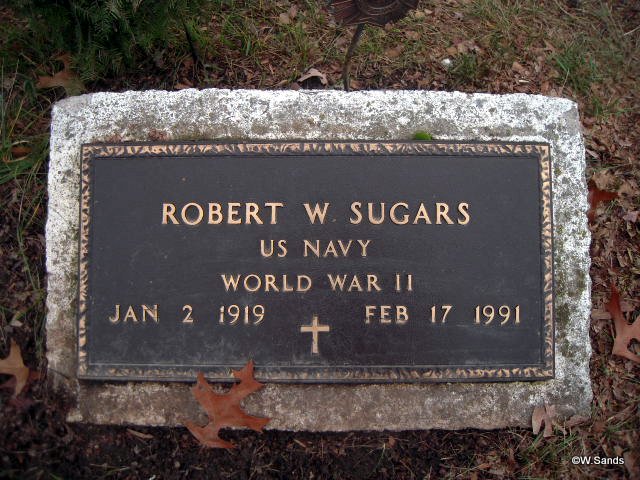 ROBERT W. SUGARS
US NAVY
WORLD WAR II
JAN 2 1919 FEB 17 1991
©W.Sands